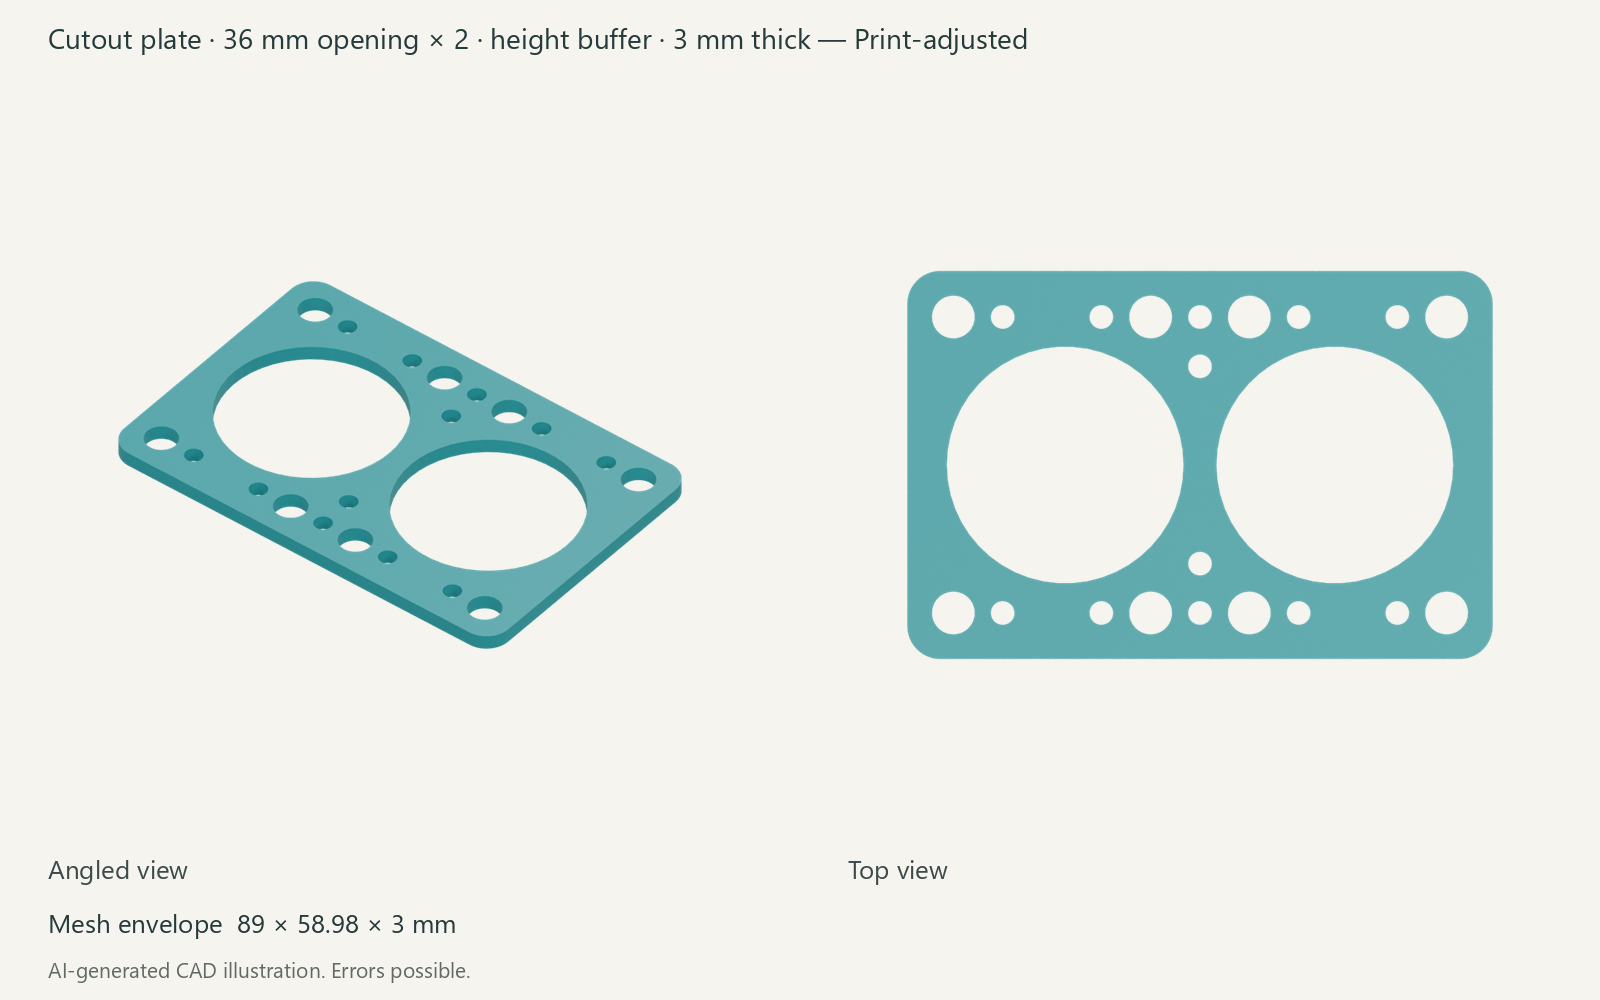 Cutout plate · 36 mm opening × 2 · height buffer · 3 mm thick — Print-adjusted
Angled view
Top view
Mesh envelope  89 × 58.98 × 3 mm
AI-generated CAD illustration. Errors possible.